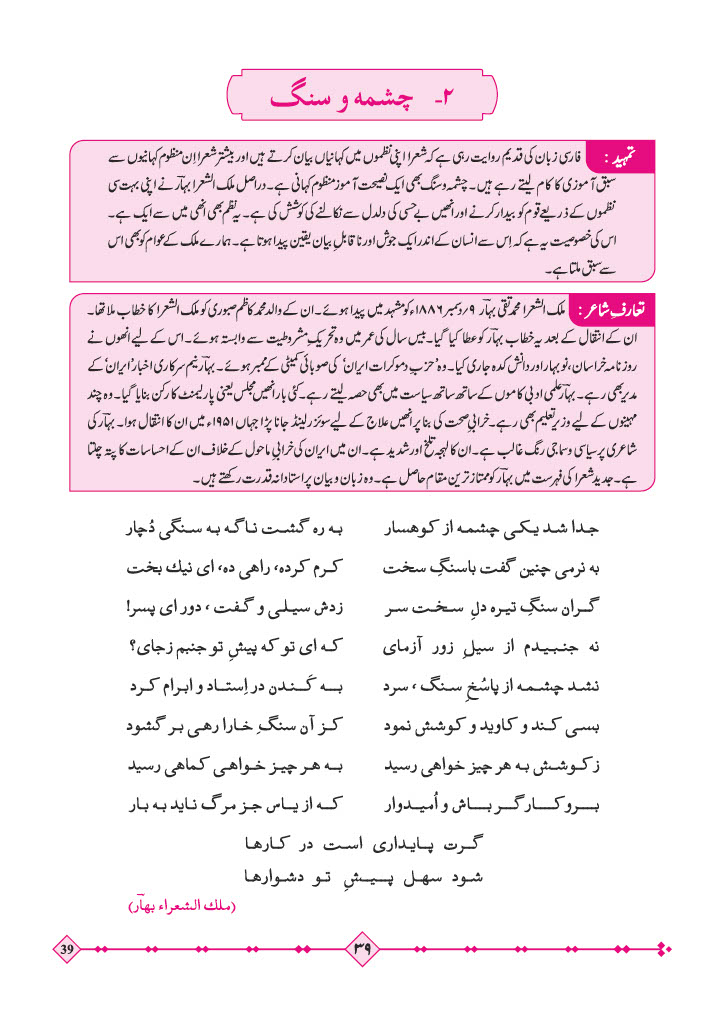 ۲- چشمہ و سنگ
تمہید : فارسی زبان کی قدیم روایت رہی ہے کہ شعرا اپنی نظموں میں کہانیاں بیان کرتے ہیں اور بیشتر شعرا اِن منظوم کہانیوں سے
سبق آموزی کا کام لیتے رہے ہیں۔ چشمہ و سنگ بھی ایک نصیحت آموز منظوم کہانی ہے۔ دراصل ملک الشعرا بہارؔ نے اپنی بہت سی
نظموں کے ذریعے قوم کو بیدار کرنے اور انھیں بے حسی کی دلدل سے نکالنے کی کوشش کی ہے۔ یہ نظم بھی انھی میں سے ایک ہے۔
اس کی خصوصیت یہ ہے کہ اِس سے انسان کے اندر ایک جوش اور ناقابلِ بیان یقین پیدا ہوتا ہے۔ ہمارے ملک کے عوام کو بھی اس
سے سبق ملتا ہے۔
تعارفِ شاعر : ملک الشعرا محمد تقی بہارؔ ۹؍دسمبر ۱۸۸۶ء کو مشہد میں پیدا ہوئے۔ ان کے والد محمد کاظم صبوری کو ملک الشعرا کا خطاب ملا تھا۔
ان کے انتقال کے بعد یہ خطاب بہارؔ کو عطا کیا گیا۔ بیس سال کی عمر میں وہ تحریکِ مشروطیت سے وابستہ ہوئے۔ اس کے لیے انھوں نے
روزنامہ خراسان، نوبہار اور دانش کدہ جاری کیا۔ وہ 'حزبِ دموکرات ایران' کی صوبائی کمیٹی کے ممبر ہوئے۔ بہارؔ نیم سرکاری اخبار 'ایران' کے
مدیر بھی رہے۔ بہارؔ علمی ادبی کاموں کے ساتھ ساتھ سیاست میں بھی حصہ لیتے رہے۔ کئی بار انھیں مجلس یعنی پارلیمنٹ کا رکن بنایا گیا۔ وہ چند
مہینوں کے لیے وزیرِ تعلیم بھی رہے۔ خرابیِ صحت کی بنا پر انھیں علاج کے لیے سوئزرلینڈ جانا پڑا جہاں ۱۹۵۱ء میں ان کا انتقال ہوا۔ بہارؔ کی
شاعری پر سیاسی و سماجی رنگ غالب ہے۔ ان کا لہجہ تلخ اور شدید ہے۔ ان میں ایران کی خرابیِ ماحول کے خلاف ان کے احساسات کا پتہ چلتا
ہے۔ جدید شعرا کی فہرست میں بہارؔ کو ممتاز ترین مقام حاصل ہے۔ وہ زبان و بیان پر استادانہ قدرت رکھتے ہیں۔
جدا شد یکی چشمہ از کوهسار به ره گشت ناگه به سنگی دُچار
به نرمی چنین گفت باسنگِ سخت کرم کرده، راهی ده، ای نیك بخت
گران سنگِ تیره دلِ سخت سر زدش سیلی و گفت ، دور ای پسر!
نه جنبیدم از سیلِ زور آزمای که ای تو که پیشِ تو جنبم زجای؟
نشد چشمه از پاسُخِ سنگ ، سرد به کَندن در اِستاد و ابرام کرد
بسی کند و کاوید و کوشش نمود کز آن سنگِ خارا رهی بر گشود
زکوشش به هر چیز خواهی رسید به هر چیز خواهی کماهی رسید
بروکارگر باش و اُمیدوار که از یاس جز مرگ ناید به بار
گرت پایداری است در کارها
شود سهل پیشِ تو دشوارها
(ملك الشعراء بهارؔ)
39
۳۹